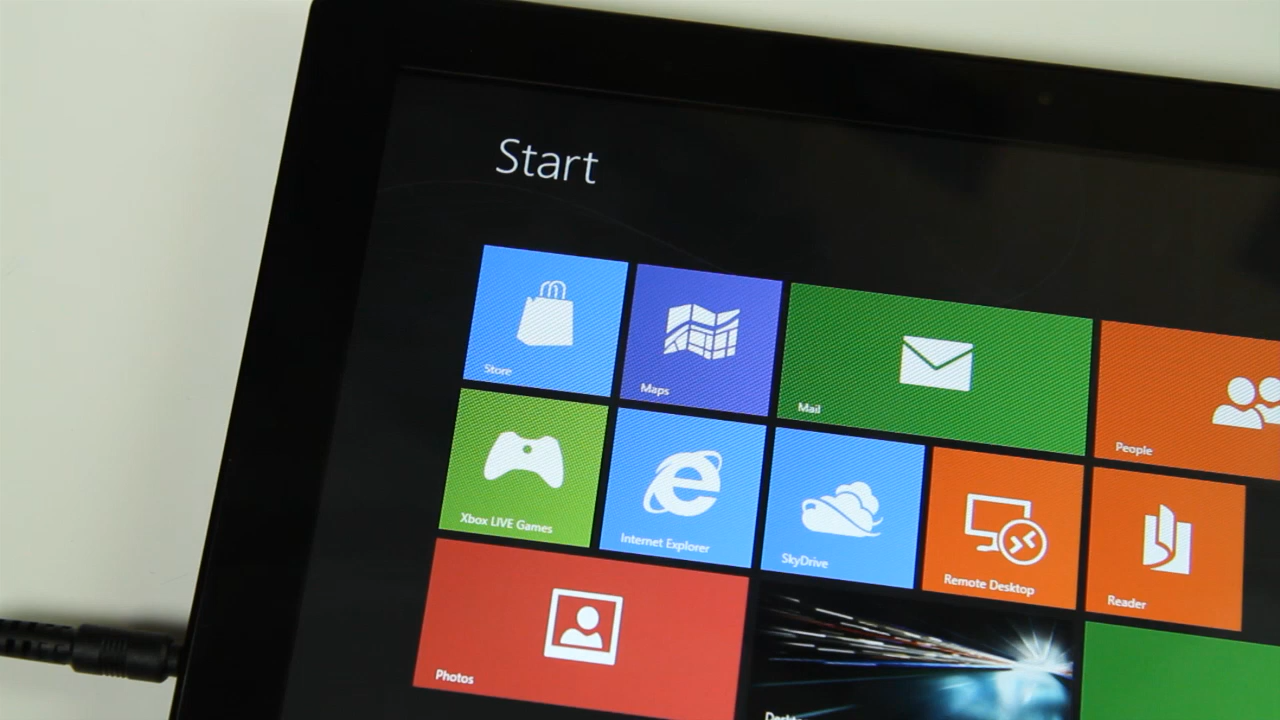 Start
Store
Maps
Mail
People
Xbox LIVE Games
Internet Explorer
SkyDrive
Remote Desktop
Reader
Photos